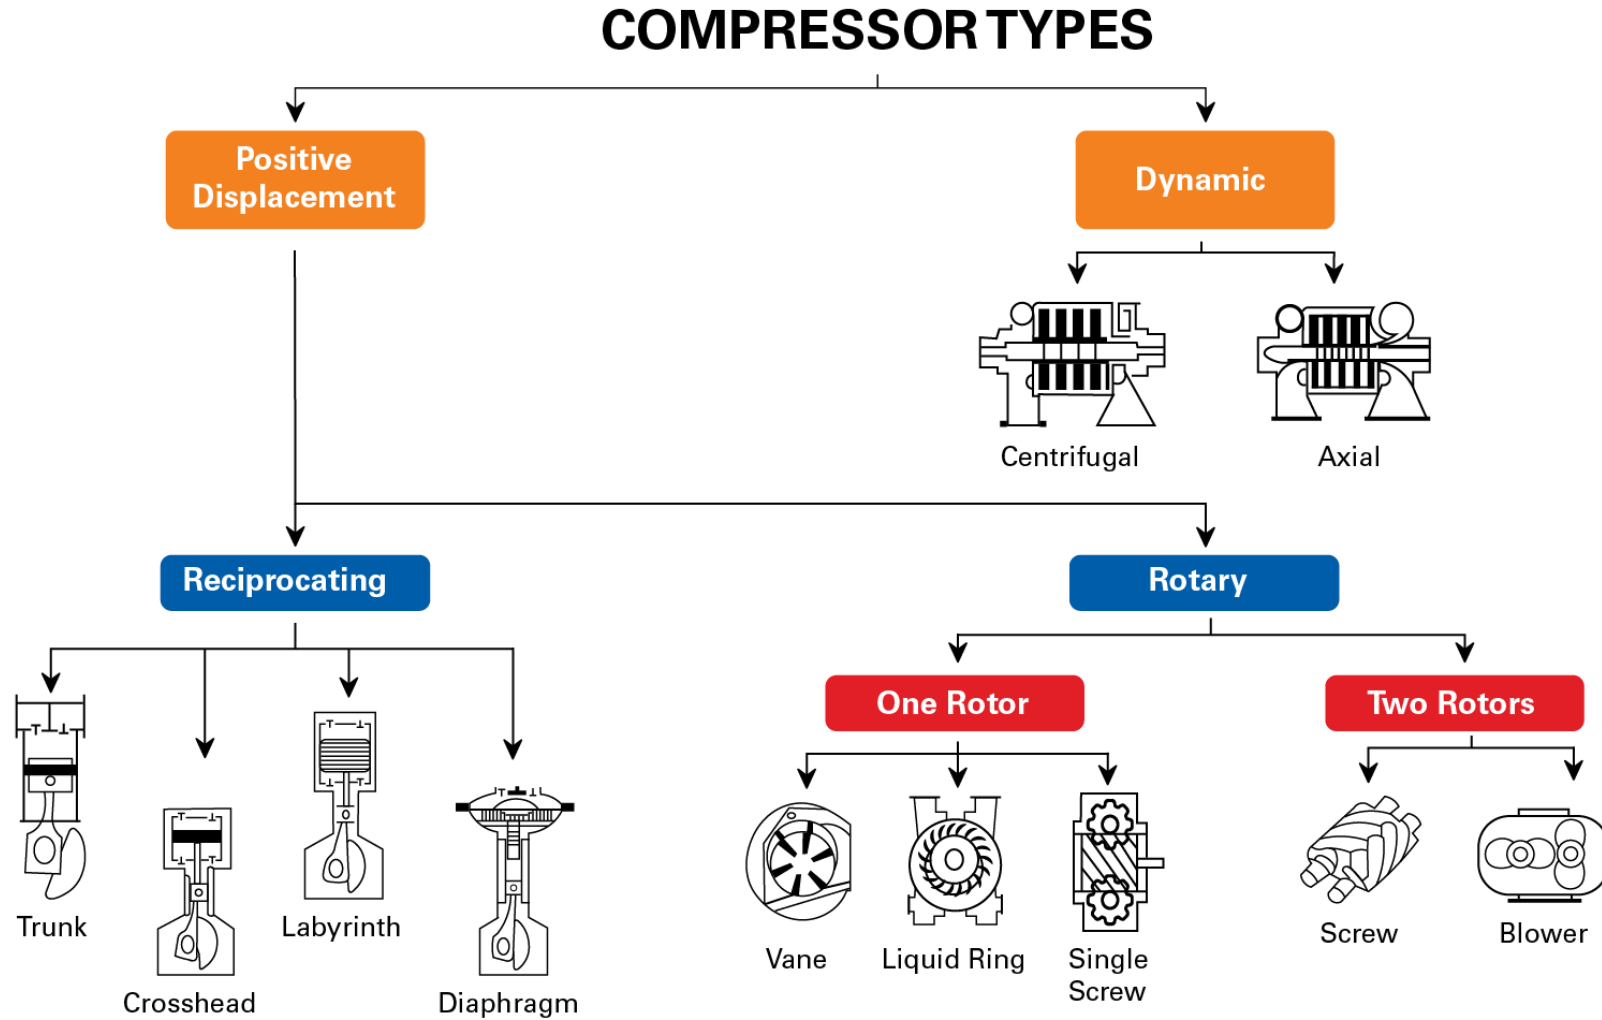 COMPRESSOR TYPES
Positive
Displacement
Dynamic
Centrifugal
Axial
Reciprocating
Rotary
One Rotor
Two Rotors
Trunk
Crosshead
Labyrinth
Diaphragm
Vane
Liquid Ring
Single
Screw
Screw
Blower